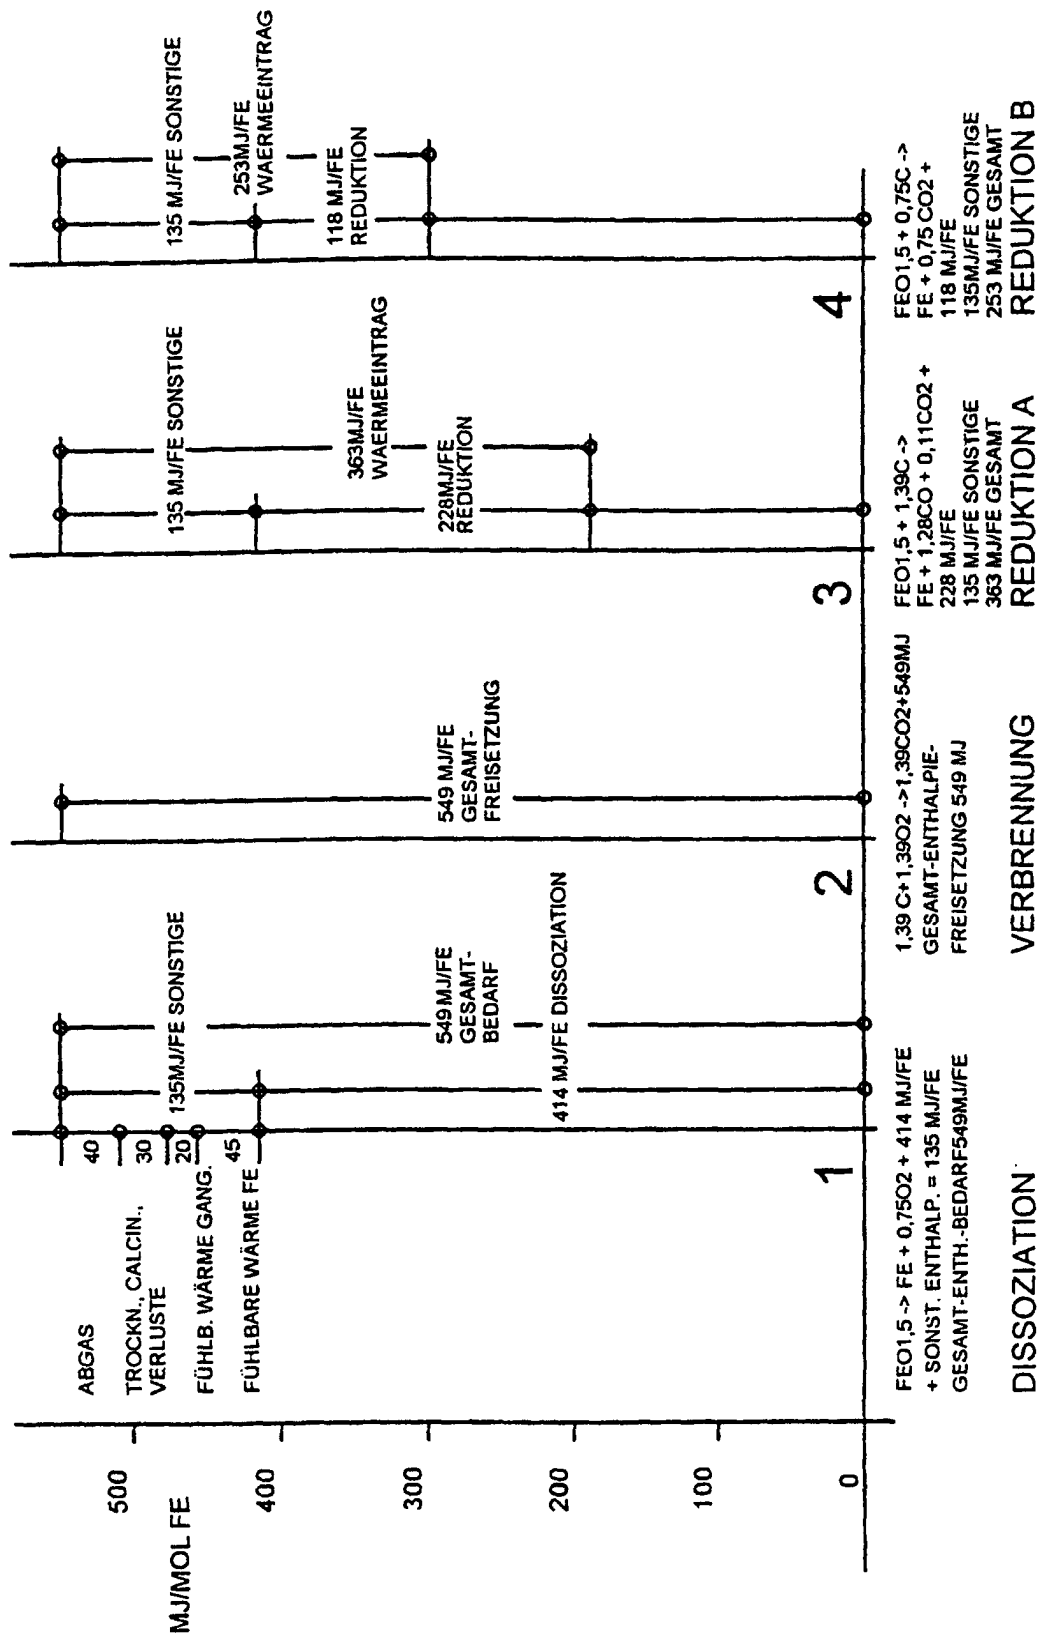 MJ/MOL FE
500
400
300
200
100
0
ABGAS
TROCKN., CALCIN.,
VERLUSTE
FÜHLB. WÄRME GANG.
FÜHLBARE WÄRME FE
40
30
20
45
135MJ/FE SONSTIGE
549MJ/FE
GESAMT-
BEDARF
414 MJ/FE DISSOZIATION
1
FEO1,5 -> FE + 0,75O2 + 414 MJ/FE
+ SONST. ENTHALP. = 135 MJ/FE
GESAMT-ENTH.-BEDARF549MJ/FE
DISSOZIATION
549 MJ/FE
GESAMT-
FREISETZUNG
2
1,39 C+1,39O2 ->1,39CO2+549MJ
GESAMT-ENTHALPIE-
FREISETZUNG 549 MJ
VERBRENNUNG
135 MJ/FE SONSTIGE
363MJ/FE
WAERMEEINTRAG
228MJ/FE
REDUKTION
3
FEO1,5 + 1,39C ->
FE + 1,28CO + 0,11CO2 +
228 MJ/FE
135 MJ/FE SONSTIGE
363 MJ/FE GESAMT
REDUKTION A
135 MJ/FE SONSTIGE
253MJ/FE
WAERMEEINTRAG
118 MJ/FE
REDUKTION
4
FEO1,5 + 0,75C ->
FE + 0,75 CO2 +
118 MJ/FE
135MJ/FE SONSTIGE
253 MJ/FE GESAMT
REDUKTION B